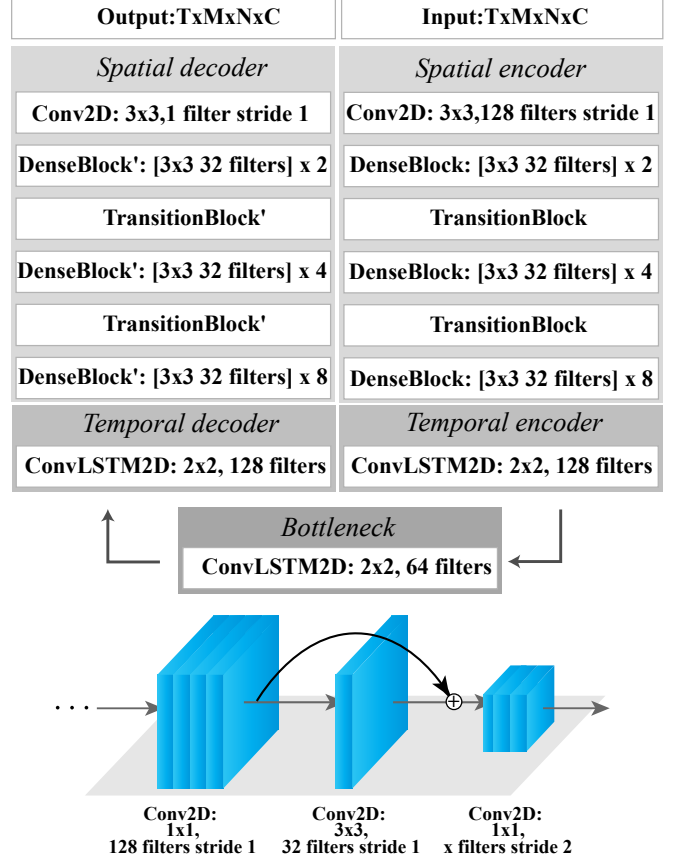 Output:TxMxNxC
Input:TxMxNxC
Spatial decoder
Conv2D: 3x3,1 filter stride 1
DenseBlock': [3x3 32 filters] x 2
TransitionBlock'
DenseBlock': [3x3 32 filters] x 4
TransitionBlock'
DenseBlock': [3x3 32 filters] x 8
Temporal decoder
ConvLSTM2D: 2x2, 128 filters
Spatial encoder
Conv2D: 3x3,128 filters stride 1
DenseBlock: [3x3 32 filters] x 2
TransitionBlock
DenseBlock: [3x3 32 filters] x 4
TransitionBlock
DenseBlock: [3x3 32 filters] x 8
Temporal encoder
ConvLSTM2D: 2x2, 128 filters
Bottleneck
ConvLSTM2D: 2x2, 64 filters
. . .
Conv2D:
1x1,
128 filters stride 1
Conv2D:
3x3,
32 filters stride 1
Conv2D:
1x1,
x filters stride 2